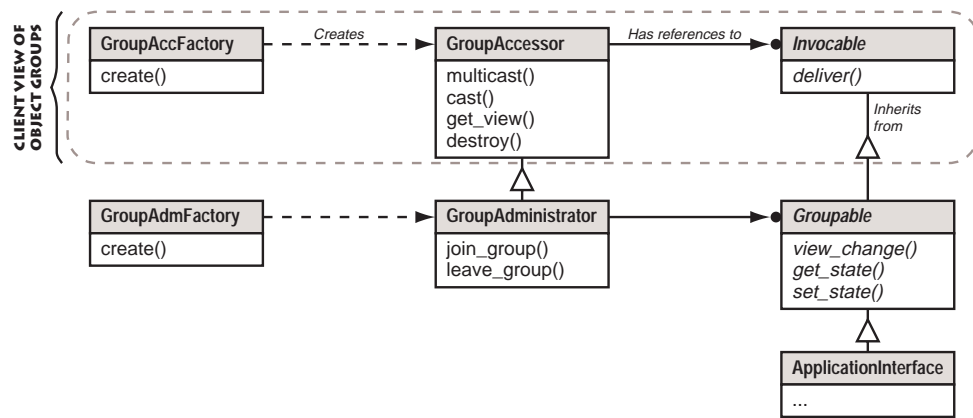 CLIENT VIEW OF
OBJECT GROUPS
GroupAccFactory
create()
Creates
GroupAccessor
multicast()
cast()
get_view()
destroy()
Has references to
Invocable
deliver()
Inherits
from
GroupAdmFactory
create()
GroupAdministrator
join_group()
leave_group()
Groupable
view_change()
get_state()
set_state()
ApplicationInterface
...